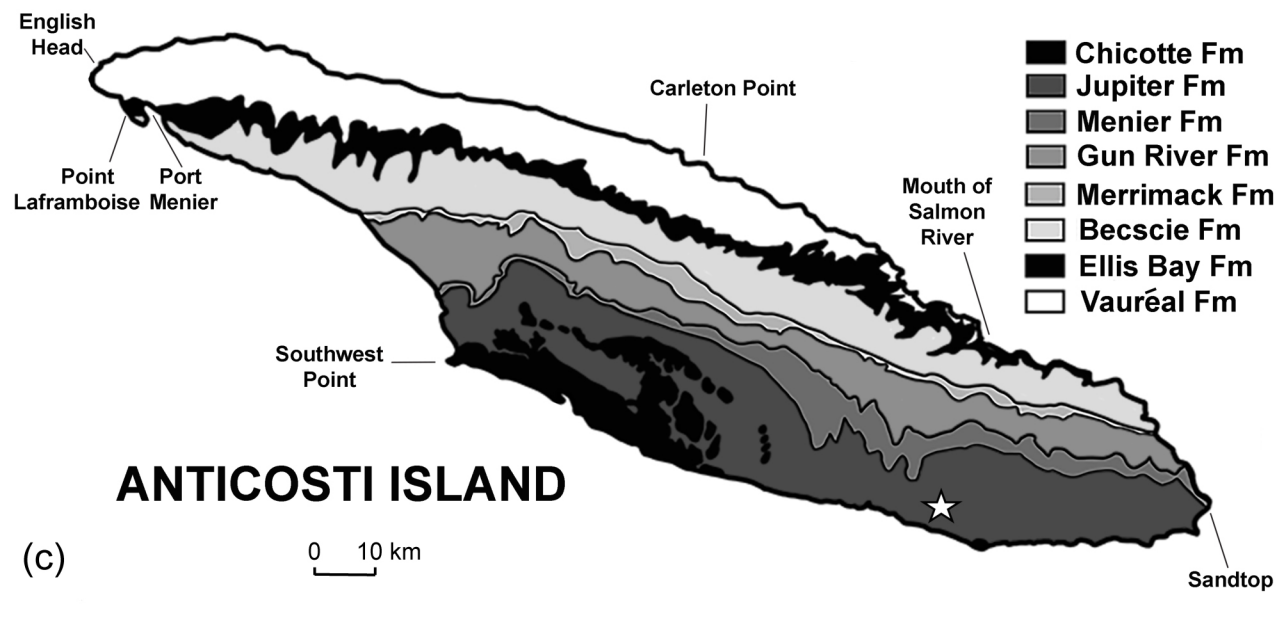 English
Head
Carleton Point
Point
Laframboise
Port
Menier
Mouth of
Salmon
River
Southwest
Point
Sandtop
Chicotte Fm
Jupiter Fm
Menier Fm
Gun River Fm
Merrimack Fm
Becscie Fm
Ellis Bay Fm
Vauréal Fm
ANTICOSTI ISLAND
(c)
0 10 km